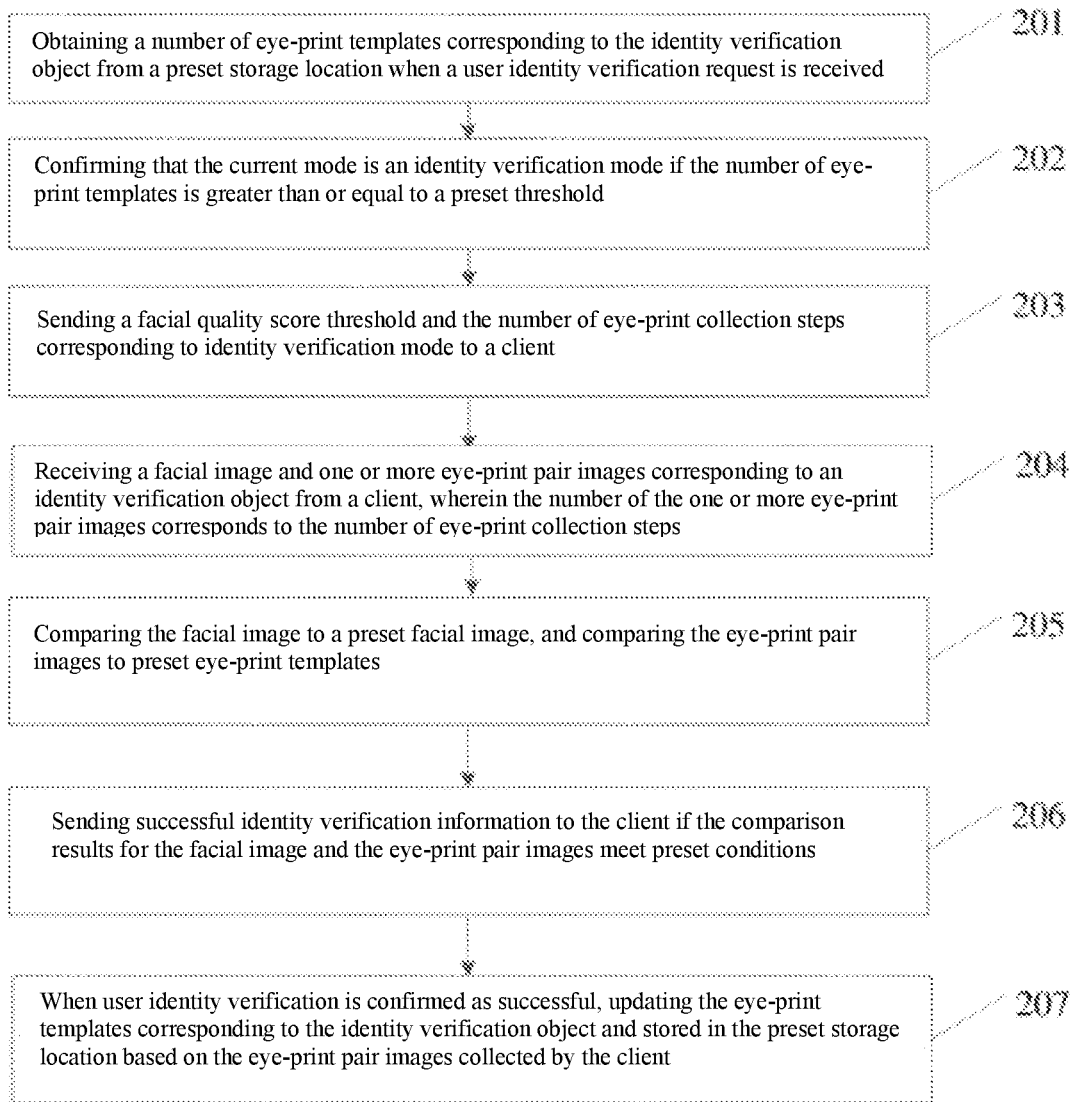 201
Obtaining a number of eye-print templates corresponding to the identity verification
object from a preset storage location when a user identity verification request is received
202
Confirming that the current mode is an identity verification mode if the number of eye-
print templates is greater than or equal to a preset threshold
203
Sending a facial quality score threshold and the number of eye-print collection steps
corresponding to identity verification mode to a client
204
Receiving a facial image and one or more eye-print pair images corresponding to an
identity verification object from a client, wherein the number of the one or more eye-print
pair images corresponds to the number of eye-print collection steps
205
Comparing the facial image to a preset facial image, and comparing the eye-print pair
images to preset eye-print templates
206
Sending successful identity verification information to the client if the comparison
results for the facial image and the eye-print pair images meet preset conditions
207
When user identity verification is confirmed as successful, updating the eye-print
templates corresponding to the identity verification object and stored in the preset storage
location based on the eye-print pair images collected by the client